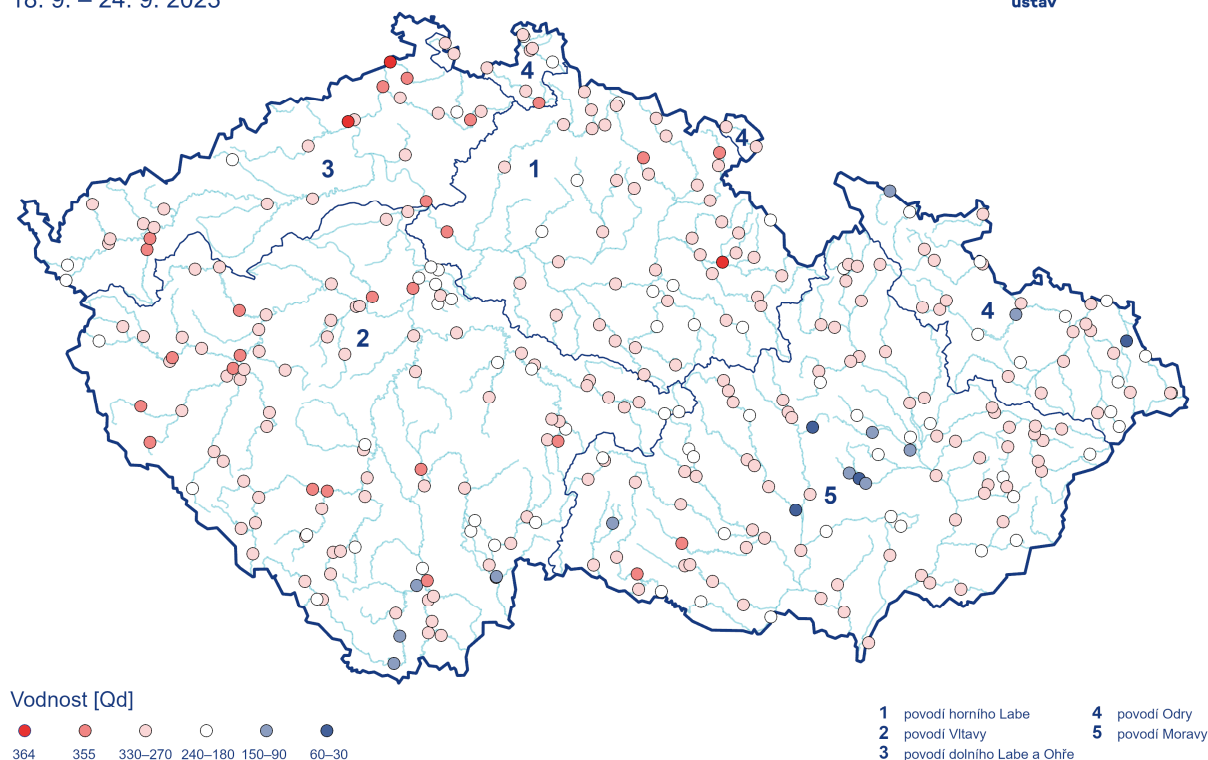 18. 9. – 24. 9. 2023
ústav
4
4
3
1
2
4
5
Vodnost [Qd]
364 355 330–270 240–180 150–90 60–30
1 povodí horního Labe
2 povodí Vltavy
3 povodí dolního Labe a Ohře
4 povodí Odry
5 povodí Moravy